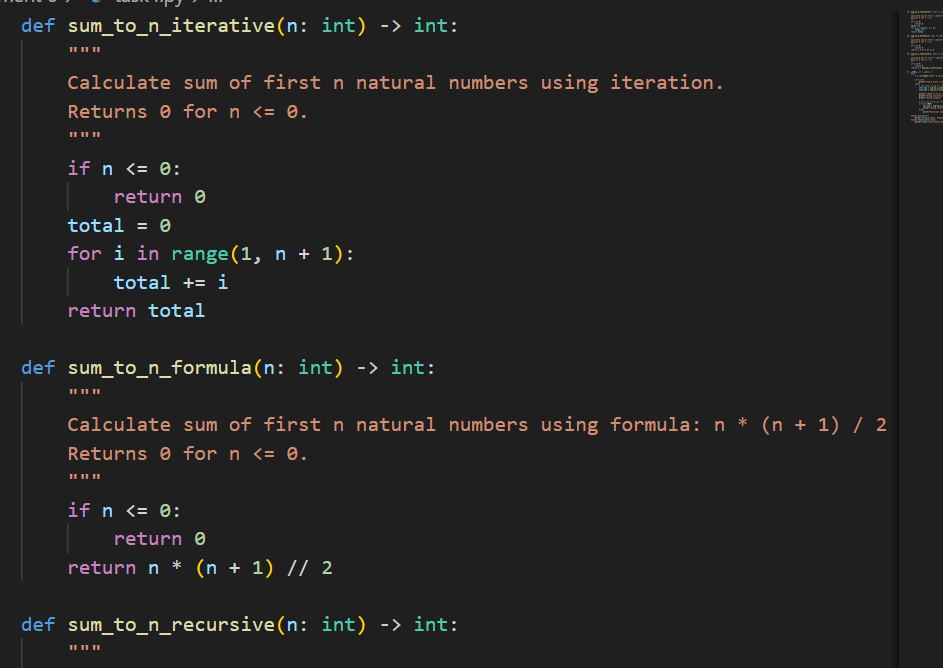 def sum_to_n_iterative(n: int) -> int:
    """
    Calculate sum of first n natural numbers using iteration.
    Returns 0 for n <= 0.
    """
    if n <= 0:
        return 0
    total = 0
    for i in range(1, n + 1):
        total += i
    return total

def sum_to_n_formula(n: int) -> int:
    """
    Calculate sum of first n natural numbers using formula: n * (n + 1) / 2
    Returns 0 for n <= 0.
    """
    if n <= 0:
        return 0
    return n * (n + 1) // 2

def sum_to_n_recursive(n: int) -> int:
    """